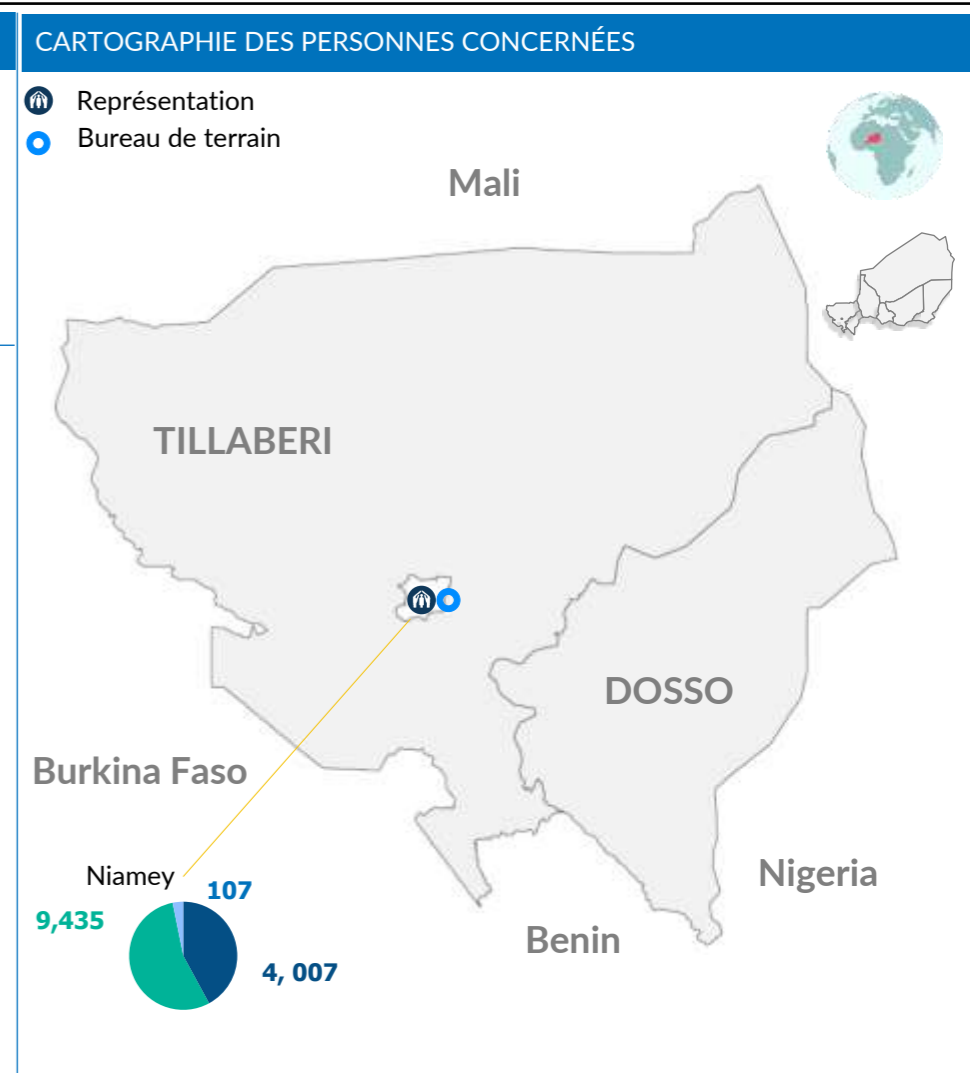 CARTOGRAPHIE DES PERSONNES CONCERNÉES
Représentation
Bureau de terrain
Mali
TILLABERI
DOSSO
Burkina Faso
Niamey
107
9,435
4, 007
Nigeria
Benin